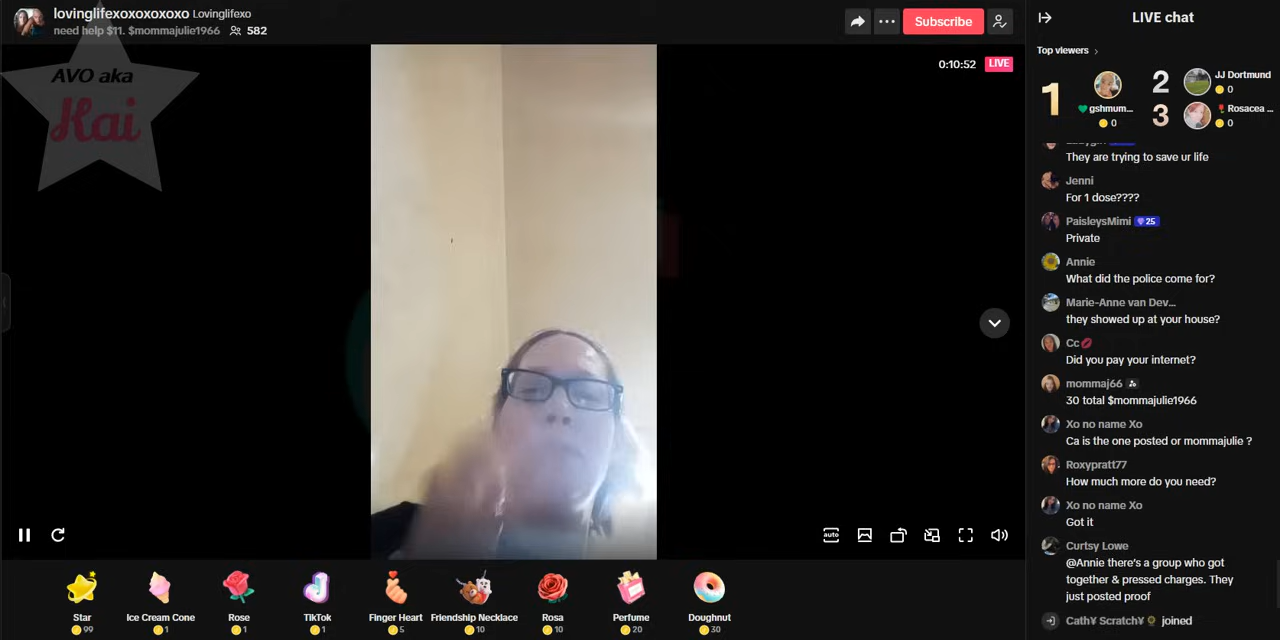 lovinglifexoxoxoxoxo Lovinglifexo
need help $11. $mommajulie1966 582
Subscribe
AVO aka
Kai
0:10:52 LIVE
LIVE chat
Top viewers
1 gshmum... 0
2 JJ Dortmund 0
3 Rosacea ... 0
They are trying to save ur life
Jenni
For 1 dose????
PaisleysMimi 25
Private
Annie
What did the police come for?
Marie-Anne van Dev...
they showed up at your house?
Cc
Did you pay your internet?
mommaj66
30 total $mommajulie1966
Xo no name Xo
Ca is the one posted or mommajulie ?
Roxypratt77
How much more do you need?
Xo no name Xo
Got it
Curtsy Lowe
@Annie there's a group who got
together & pressed charges. They
just posted proof
Cath¥ Scratch¥ joined
auto
Star Ice Cream Cone Rose TikTok Finger Heart Friendship Necklace Rosa Perfume Doughnut
99 1 1 1 5 10 10 20 30